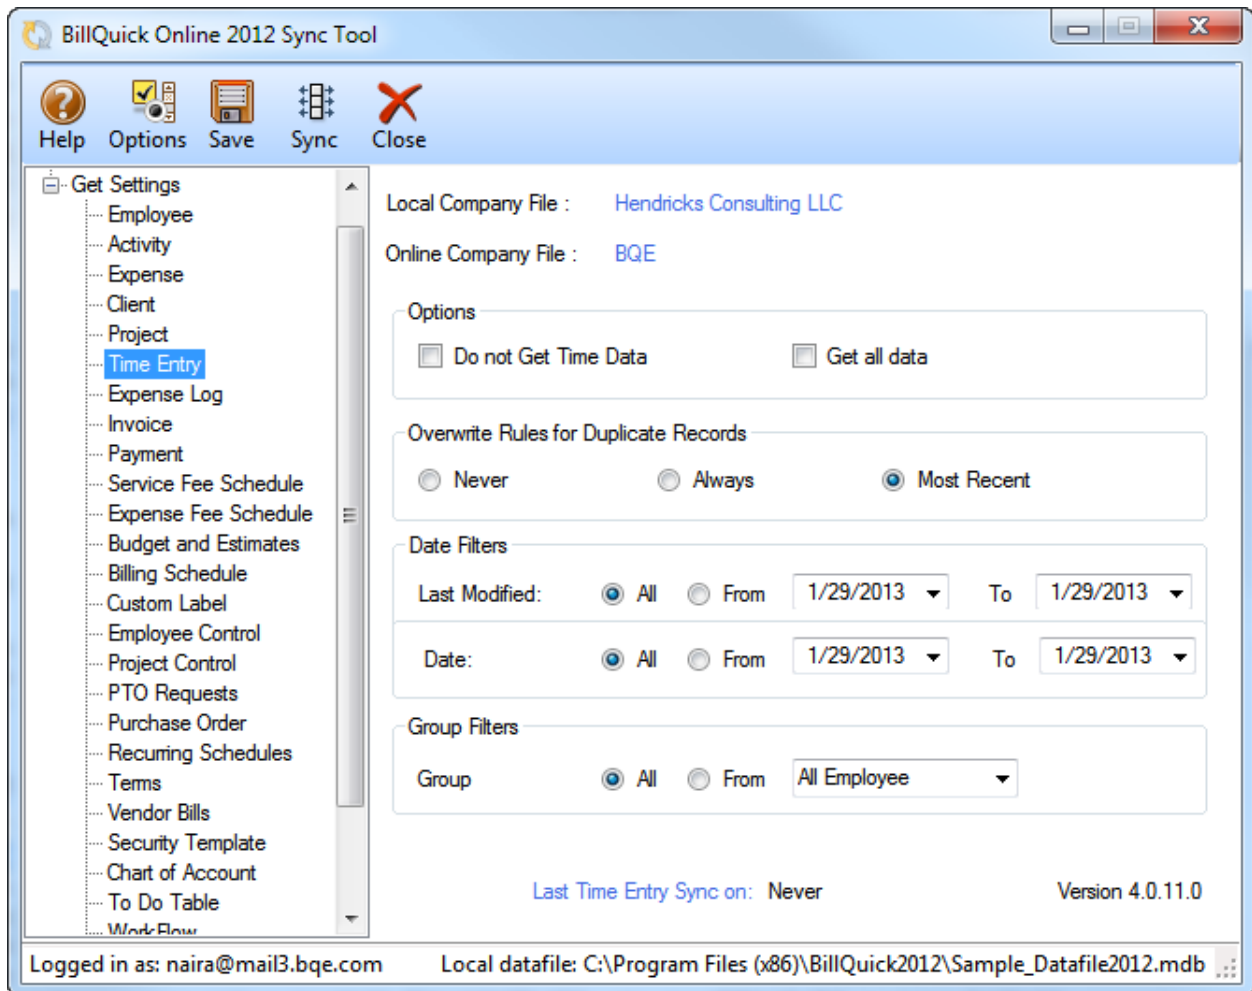 BillQuick Online 2012 Sync Tool
Help Options Save Sync Close
Get Settings
Employee
Activity
Expense
Client
Project
Time Entry
Expense Log
Invoice
Payment
Service Fee Schedule
Expense Fee Schedule
Budget and Estimates
Billing Schedule
Custom Label
Employee Control
Project Control
PTO Requests
Purchase Order
Recurring Schedules
Terms
Vendor Bills
Security Template
Chart of Account
To Do Table
WorkFlow
Local Company File : Hendricks Consulting LLC
Online Company File : BQE
Options
Do not Get Time Data Get all data
Overwrite Rules for Duplicate Records
Never Always Most Recent
Date Filters
Last Modified: All From 1/29/2013 To 1/29/2013
Date: All From 1/29/2013 To 1/29/2013
Group Filters
Group All From All Employee
Last Time Entry Sync on: Never Version 4.0.11.0
Logged in as: naira@mail3.bqe.com Local datafile: C:\Program Files (x86)\BillQuick2012\Sample_Datafile2012.mdb